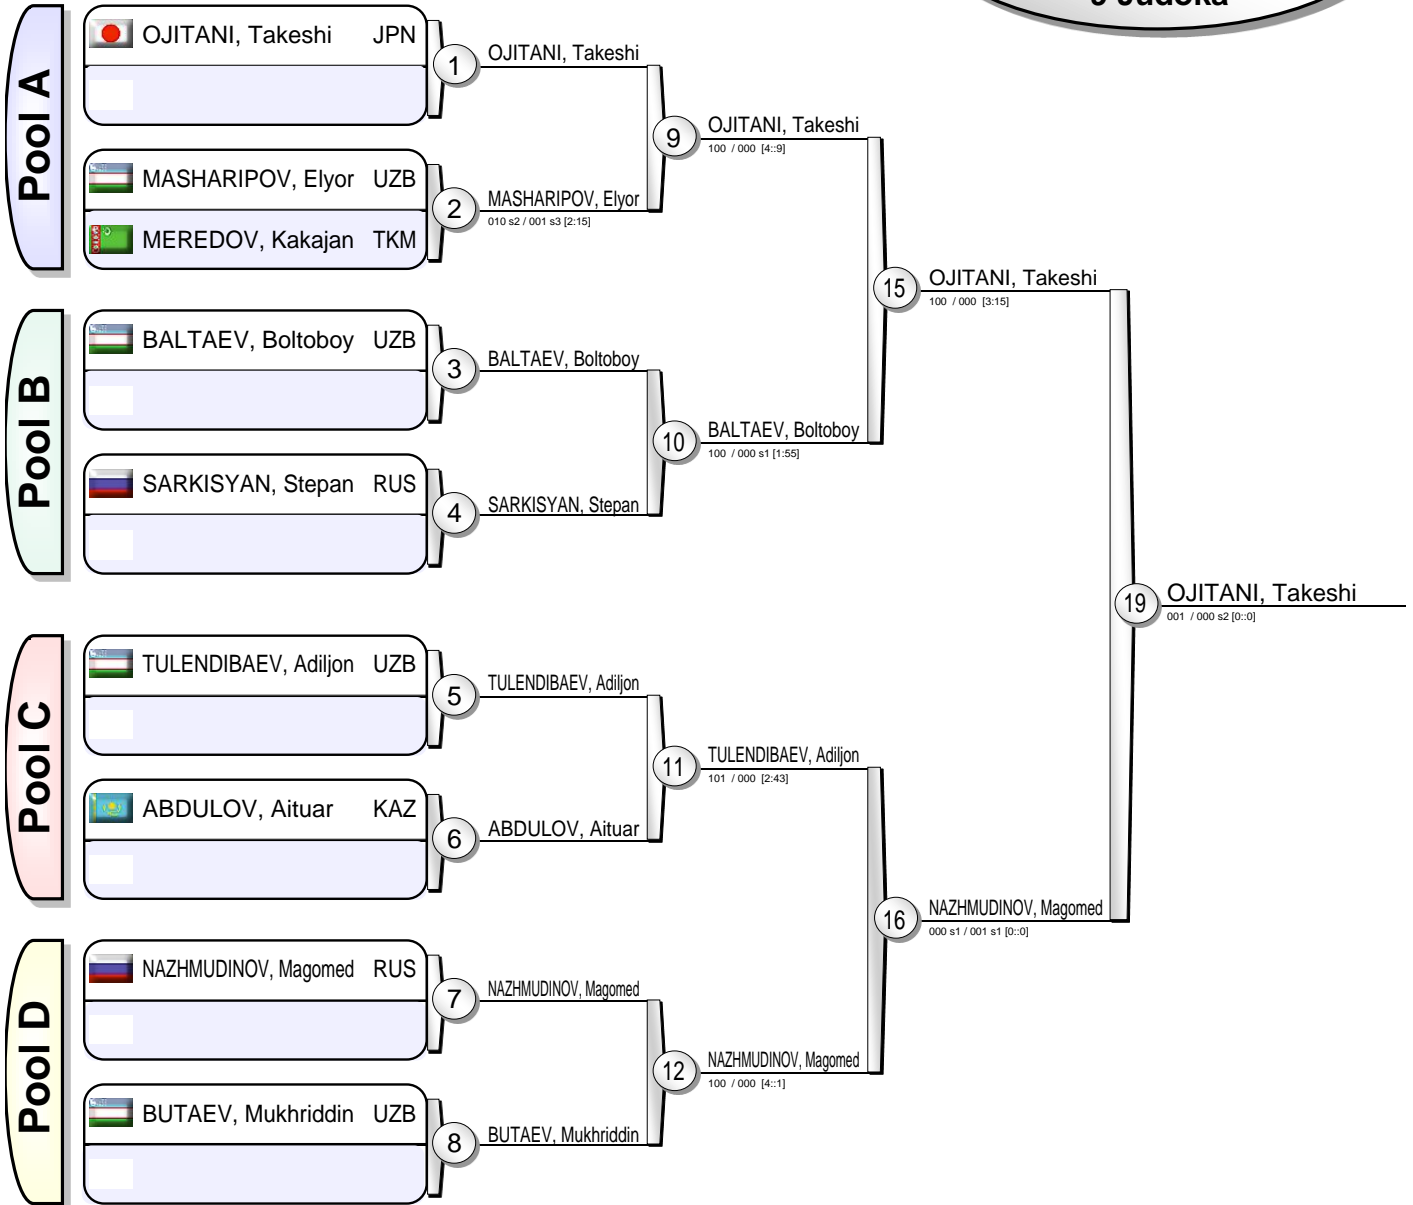 9 Judoka
Pool A
OJITANI, Takeshi JPN
1
MASHARIPOV, Elyor UZB
2
MEREDOV, Kakajan TKM
Pool B
BALTAEV, Boltoboy UZB
3
SARKISYAN, Stepan RUS
4
Pool C
TULENDIBAEV, Adiljon UZB
5
ABDULOV, Aituar KAZ
6
Pool D
NAZHMUDINOV, Magomed RUS
7
BUTAEV, Mukhriddin UZB
8
OJITANI, Takeshi
9
MASHARIPOV, Elyor
010 s2 / 001 s3 [2:15]
BALTAEV, Boltoboy
10
SARKISYAN, Stepan
TULENDIBAEV, Adiljon
11
ABDULOV, Aituar
NAZHMUDINOV, Magomed
12
BUTAEV, Mukhriddin
OJITANI, Takeshi
100 / 000 [4::9]
15
BALTAEV, Boltoboy
100 / 000 s1 [1:55]
TULENDIBAEV, Adiljon
101 / 000 [2:43]
16
NAZHMUDINOV, Magomed
100 / 000 [4::1]
OJITANI, Takeshi
100 / 000 [3:15]
19
NAZHMUDINOV, Magomed
000 s1 / 001 s1 [0::0]
OJITANI, Takeshi
001 / 000 s2 [0::0]